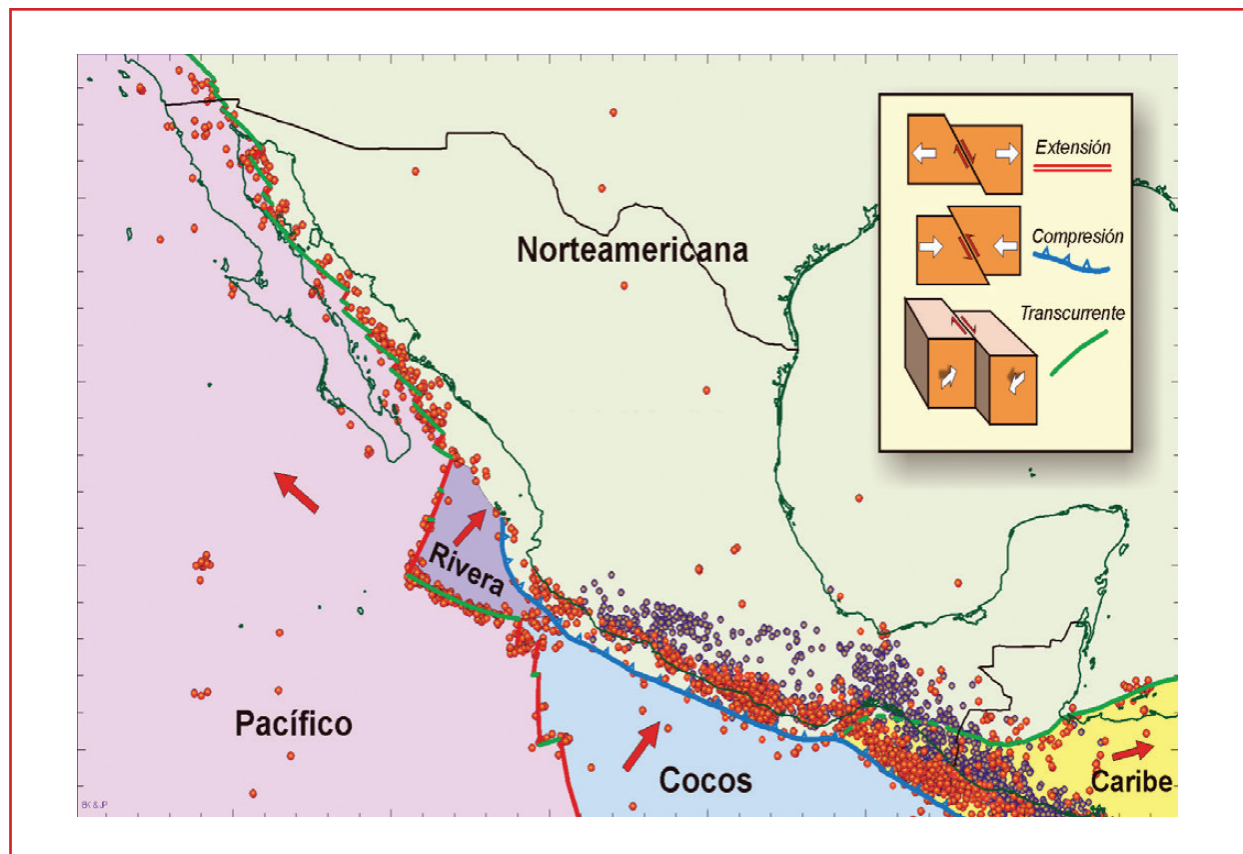 Extensión
Norteamericana
Compresión
Transcurrente
Rivera
Pacífico
Cocos
Caribe